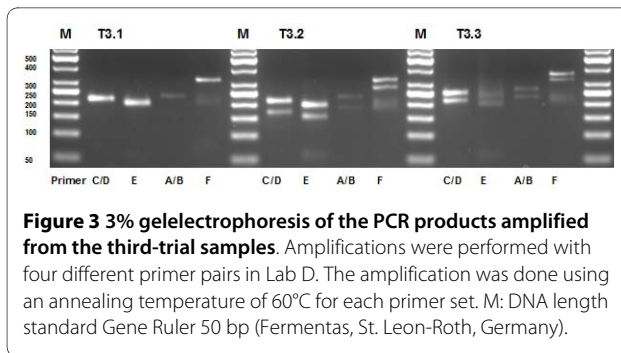 M T3.1 M T3.2 M T3.3
500
400
300
250
200
150
100
50
Primer C/D E A/B F C/D E A/B F C/D E A/B F
Figure 3 3% gelelectrophoresis of the PCR products amplified
from the third-trial samples. Amplifications were performed with
four different primer pairs in Lab D. The amplification was done using
an annealing temperature of 60°C for each primer set. M: DNA length
standard Gene Ruler 50 bp (Fermentas, St. Leon-Roth, Germany).